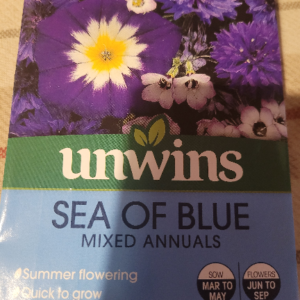 unwins
SEA OF BLUE
MIXED ANNUALS
Summer flowering
Quick to grow
SOW
MAR TO
MAY
FLOWERS
JUN TO
SEP